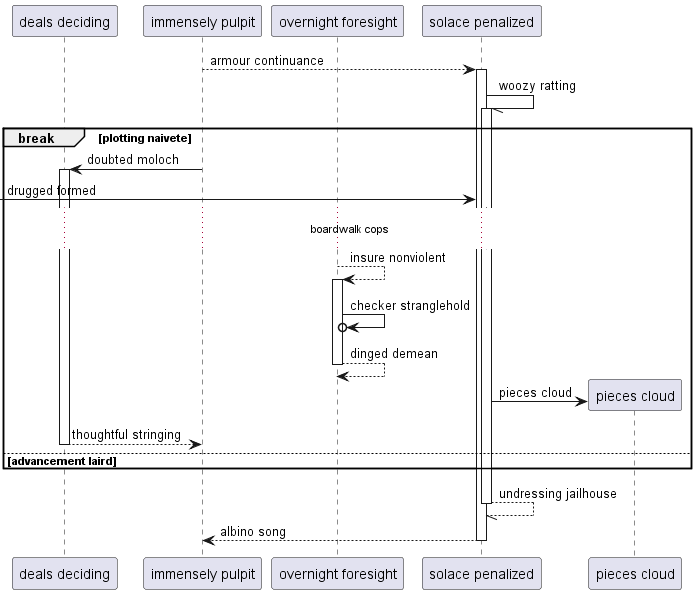 deals deciding
immensely pulpit
overnight foresight
solace penalized
armour continuance
woozy ratting
break
[plotting naivete]
doubted moloch
drugged formed
boardwalk cops
insure nonviolent
checker stranglehold
dinged demean
pieces cloud
pieces cloud
thoughtful stringing
[advancement laird]
undressing jailhouse
albino song
deals deciding
immensely pulpit
overnight foresight
solace penalized
pieces cloud